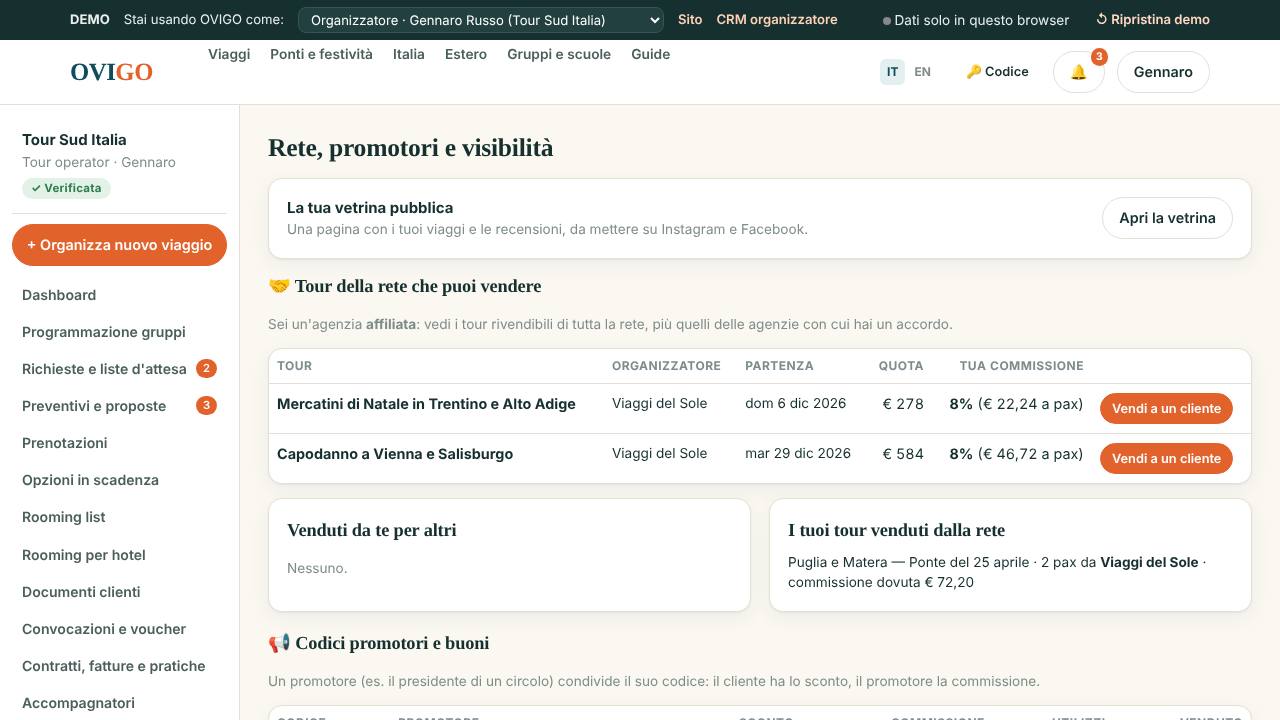 DEMO Stai usando OVIGO come: Organizzatore · Gennaro Russo (Tour Sud Italia) Sito CRM organizzatore Dati solo in questo browser Ripristina demo
OVIGO Viaggi Ponti e festività Italia Estero Gruppi e scuole Guide IT EN Codice 3 Gennaro
Tour Sud Italia
Tour operator · Gennaro
✓ Verificata
+ Organizza nuovo viaggio
Dashboard
Programmazione gruppi
Richieste e liste d'attesa 2
Preventivi e proposte 3
Prenotazioni
Opzioni in scadenza
Rooming list
Rooming per hotel
Documenti clienti
Convocazioni e voucher
Contratti, fatture e pratiche
Accompagnatori
Rete, promotori e visibilità
La tua vetrina pubblica
Una pagina con i tuoi viaggi e le recensioni, da mettere su Instagram e Facebook.
Apri la vetrina
Tour della rete che puoi vendere
Sei un'agenzia affiliata: vedi i tour rivendibili di tutta la rete, più quelli delle agenzie con cui hai un accordo.
TOUR ORGANIZZATORE PARTENZA QUOTA TUA COMMISSIONE
Mercatini di Natale in Trentino e Alto Adige Viaggi del Sole dom 6 dic 2026 € 278 8% (€ 22,24 a pax) Vendi a un cliente
Capodanno a Vienna e Salisburgo Viaggi del Sole mar 29 dic 2026 € 584 8% (€ 46,72 a pax) Vendi a un cliente
Venduti da te per altri
Nessuno.
I tuoi tour venduti dalla rete
Puglia e Matera — Ponte del 25 aprile · 2 pax da Viaggi del Sole ·
commissione dovuta € 72,20
Codici promotori e buoni
Un promotore (es. il presidente di un circolo) condivide il suo codice: il cliente ha lo sconto, il promotore la commissione.
CODICE PROMOTORE SCONTO COMMISSIONE UTILIZZI VENDUTO